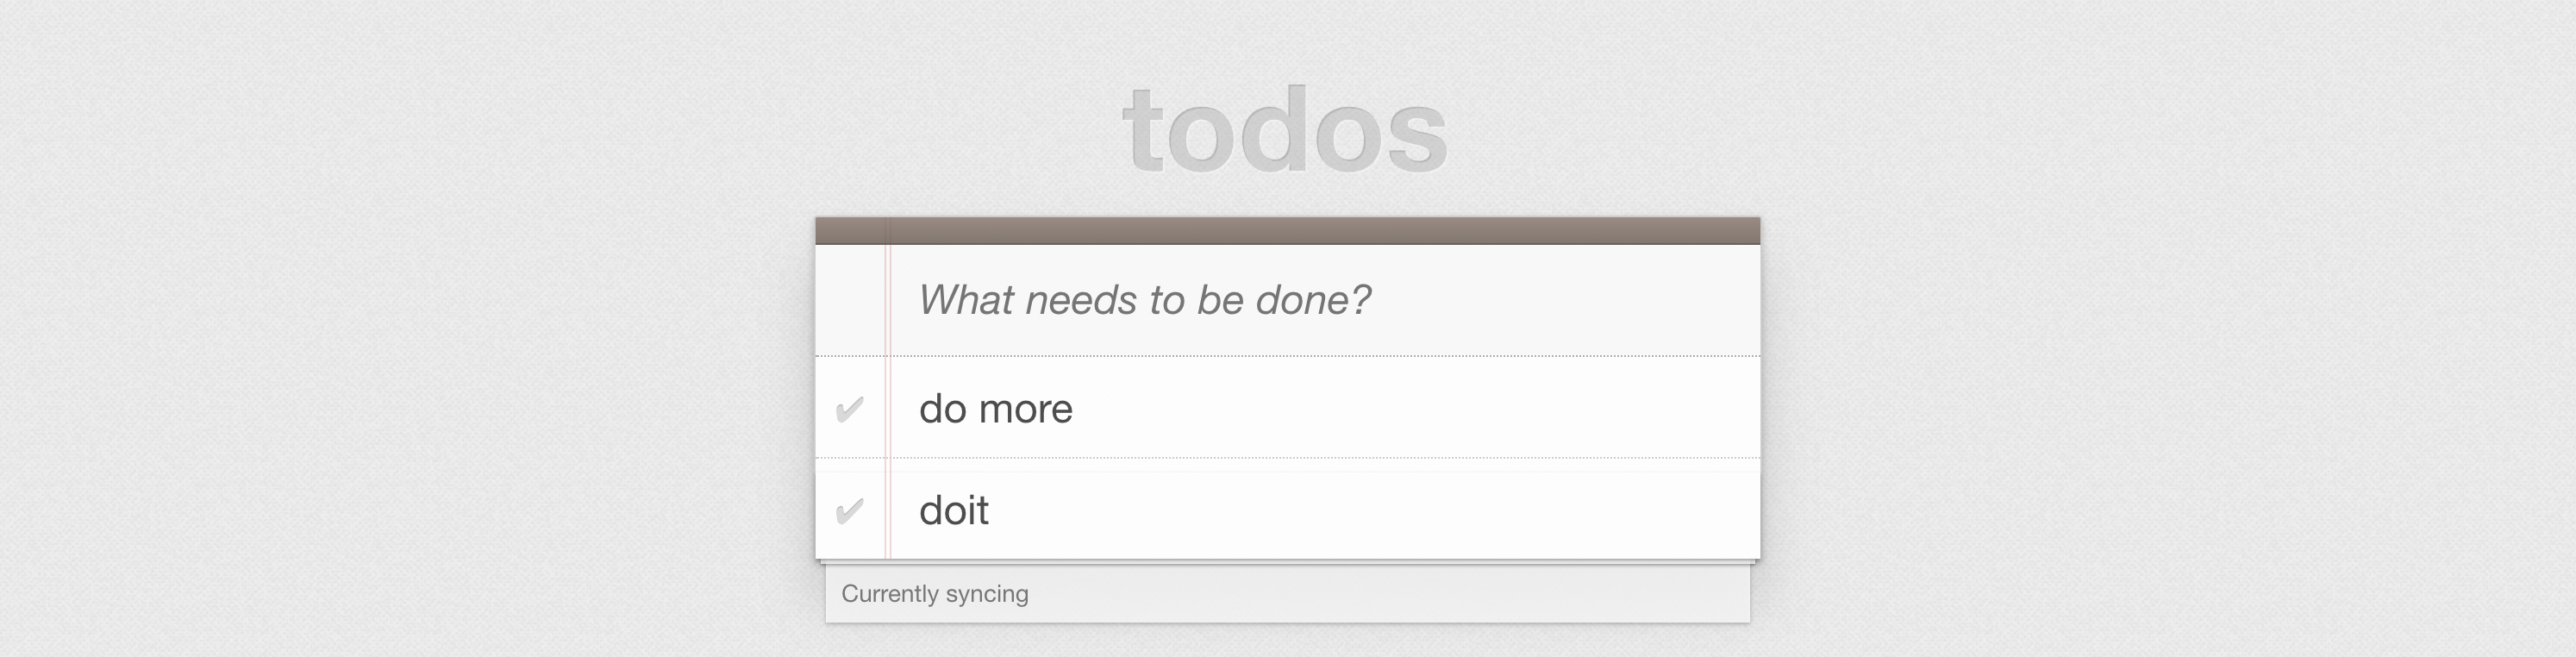 todos
What needs to be done?
do more
doit
Currently syncing